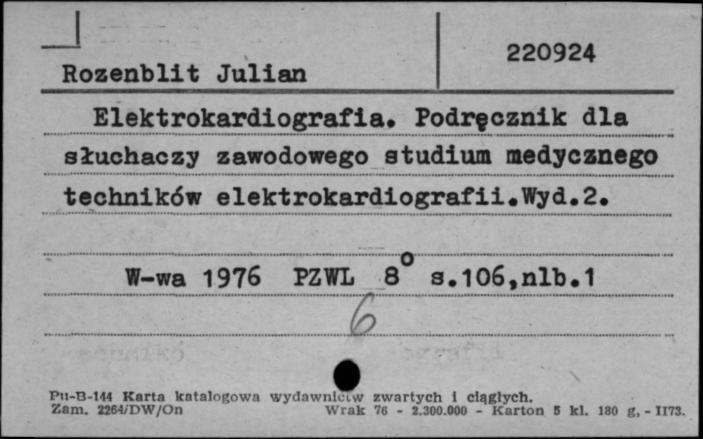 220924
Rozenblit Julian
Elektrokardiografia. Podręcznik dla
słuchaczy zawodowego studium medycznego
techników elektrokardiografii.Wyd.2.
W-wa 1976 PZWL 8° s.106,nlb.1
6
Pu-B-144 Karta katalogowa wydawnictw zwartych i ciągłych.
Zam. 2264/DW/On Wrak 76 - 2.300.000 - Karton 5 kl. 180 g, - II73.